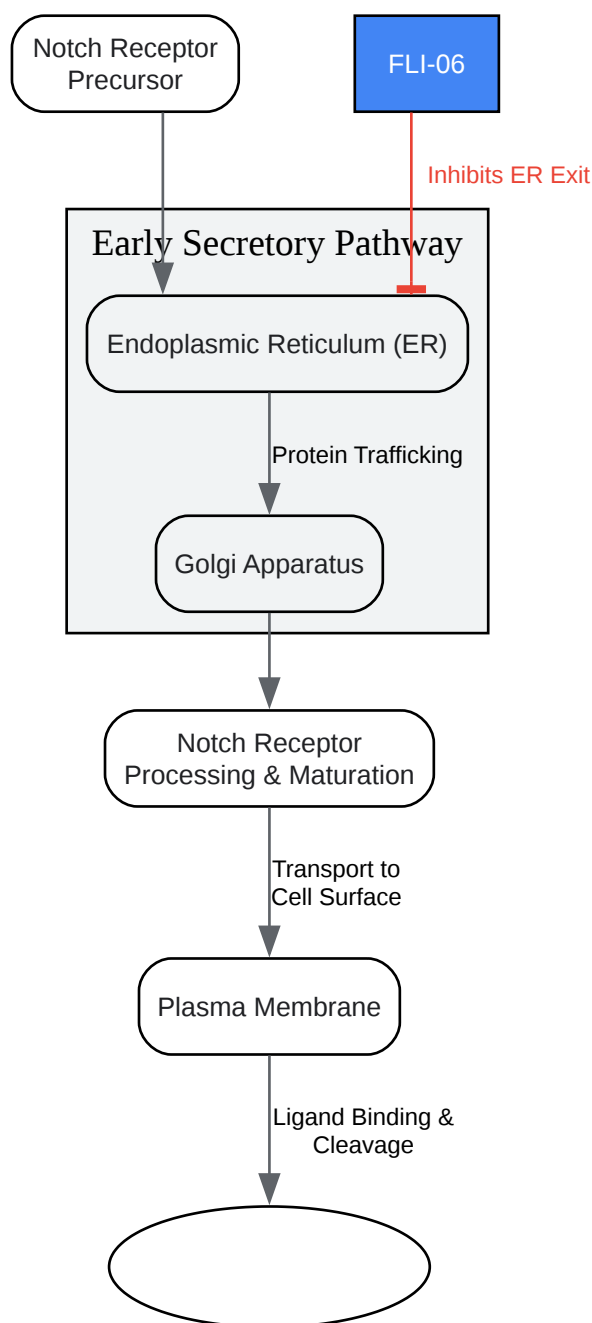 Notch Receptor
Precursor
FLI-06
Inhibits ER Exit
Early Secretory Pathway
Endoplasmic Reticulum (ER)
Protein Trafficking
Golgi Apparatus
Notch Receptor
Processing & Maturation
Transport to
Cell Surface
Plasma Membrane
Ligand Binding &
Cleavage